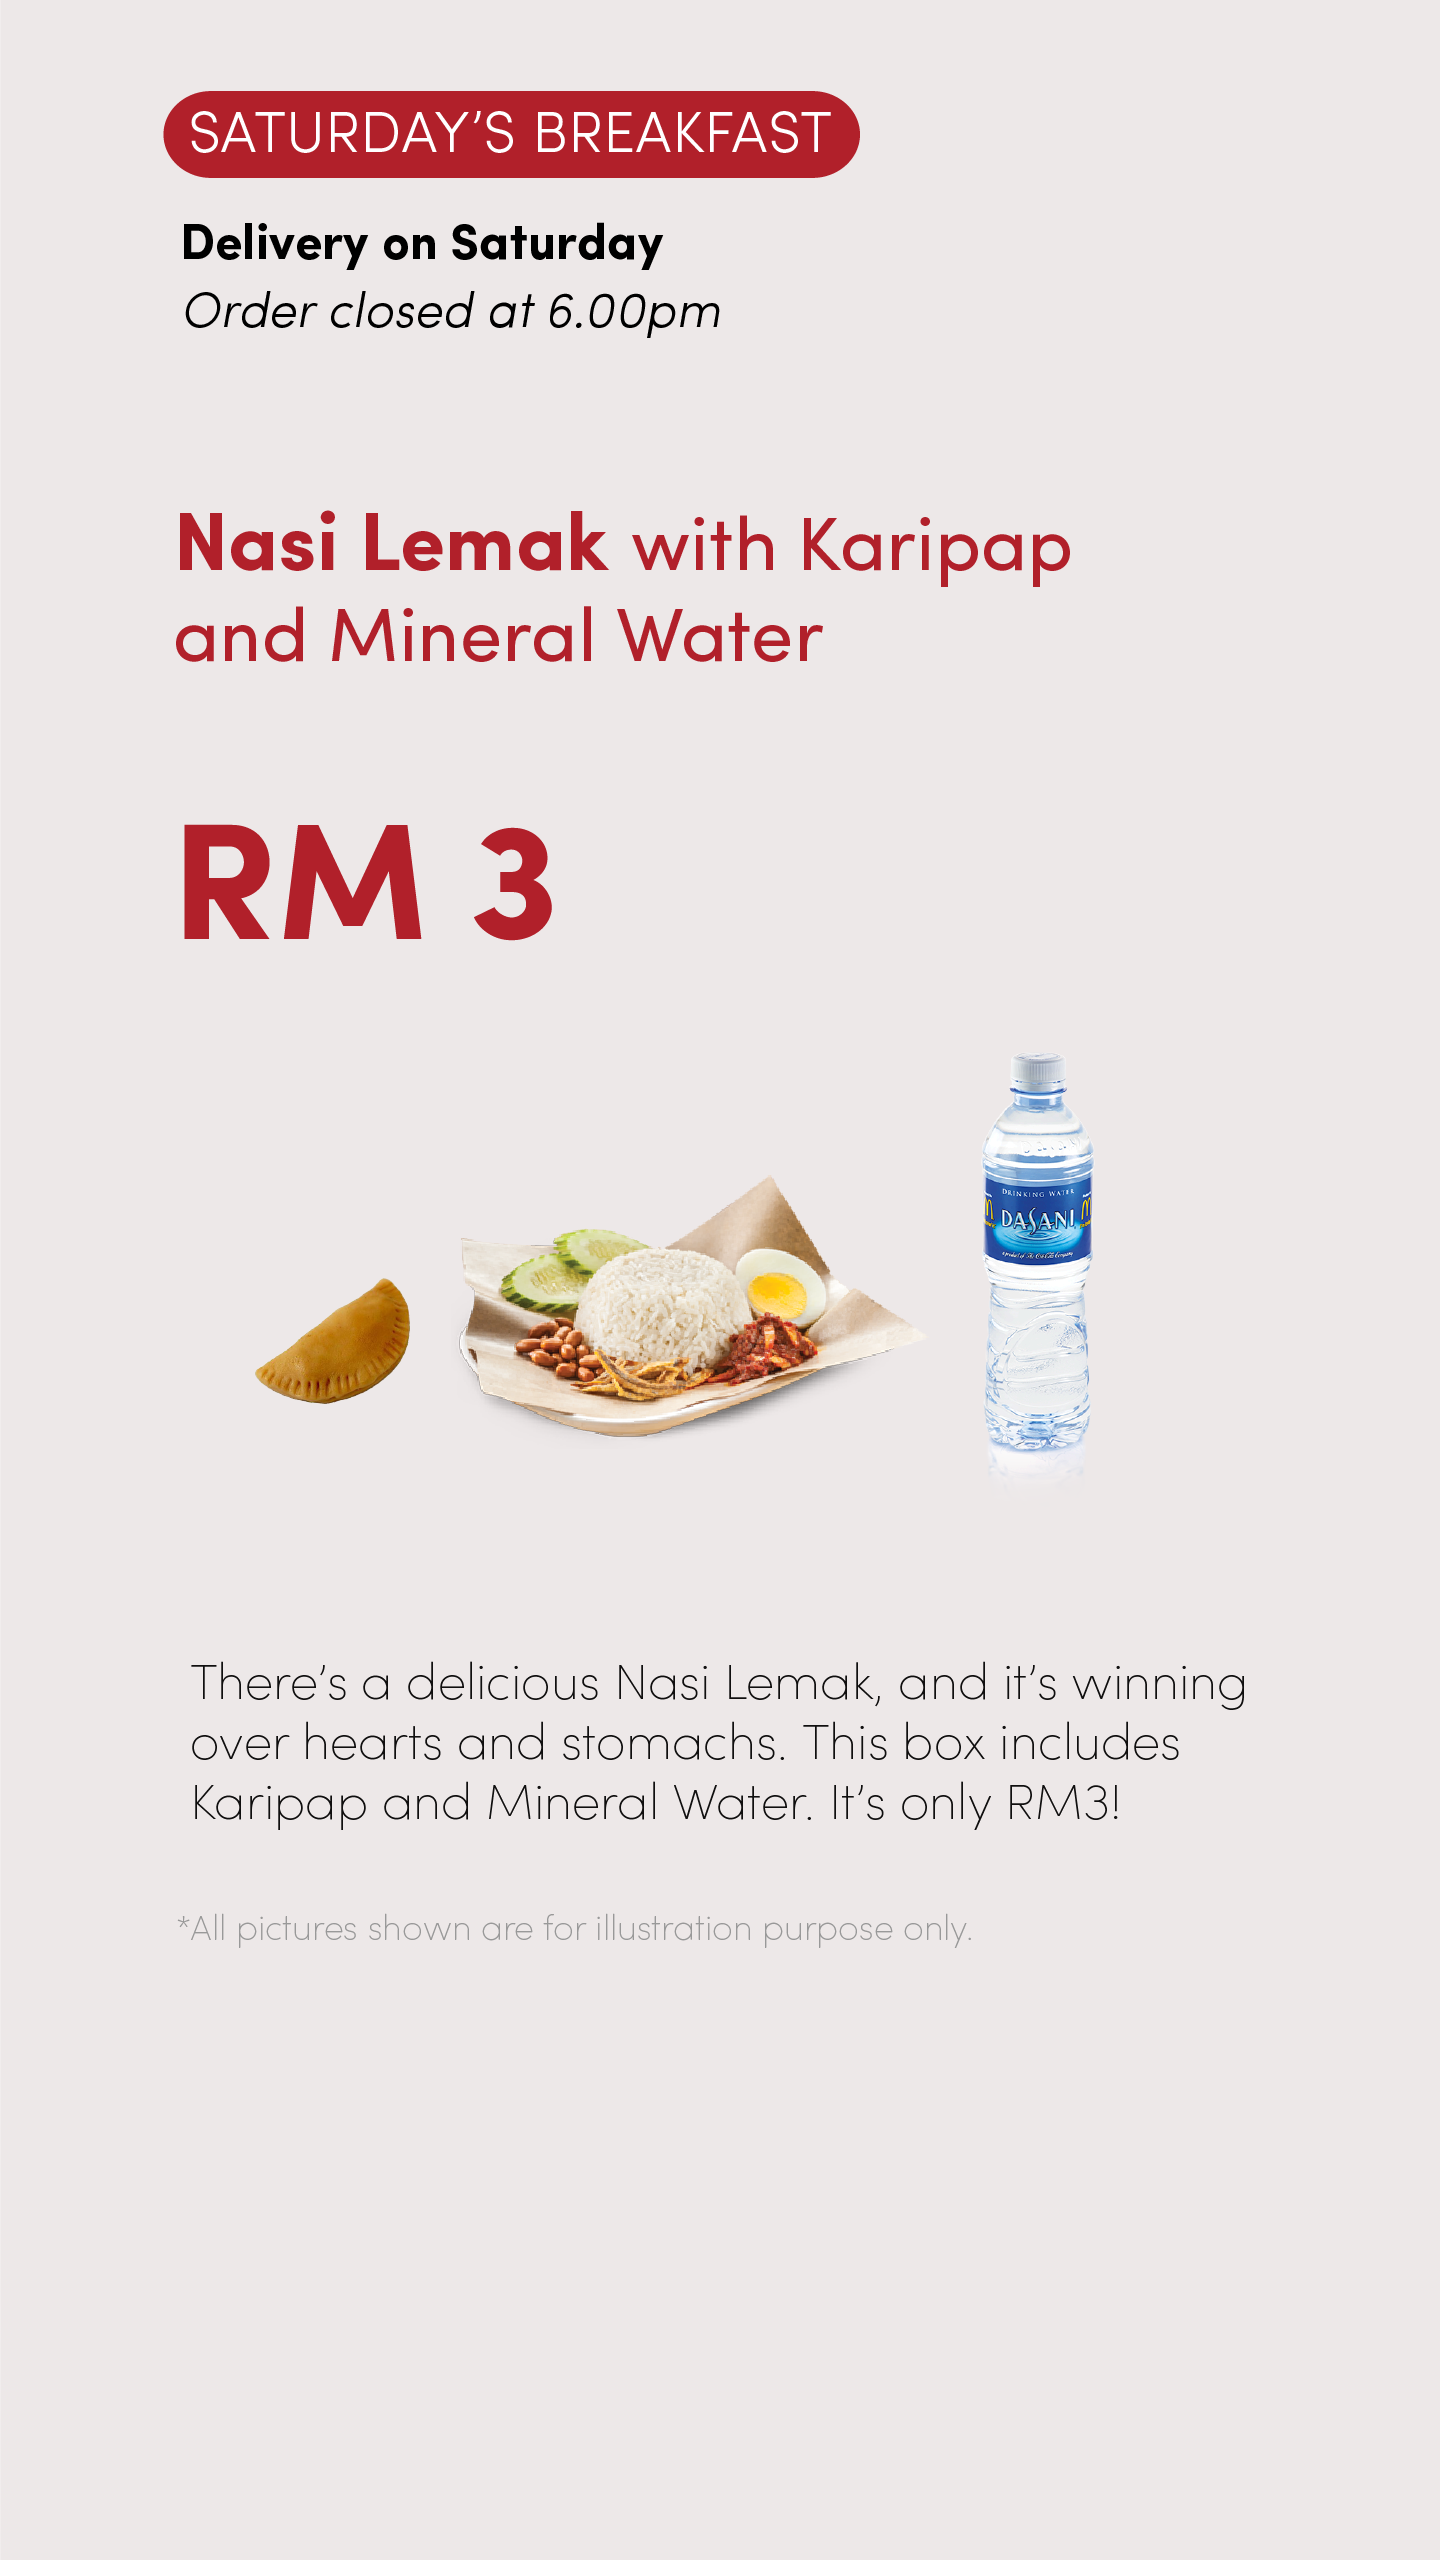 SATURDAY’S BREAKFAST
Delivery on Saturday
Order closed at 6.00pm
Nasi Lemak with Karipap
and Mineral Water
RM 3
DRINKING WATER
DASANI
There’s a delicious Nasi Lemak, and it’s winning
over hearts and stomachs. This box includes
Karipap and Mineral Water. It’s only RM3!
*All pictures shown are for illustration purpose only.